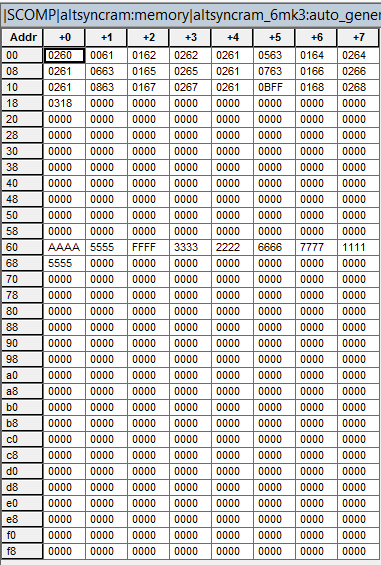 |SCOMP|altsyncram:memory|altsyncram_6mk3:auto_gener
Addr +0 +1 +2 +3 +4 +5 +6 +7
00 0260 0061 0162 0262 0261 0563 0164 0264
08 0261 0663 0165 0265 0261 0763 0166 0266
10 0261 0863 0167 0267 0261 0BFF 0168 0268
18 0318 0000 0000 0000 0000 0000 0000 0000
20 0000 0000 0000 0000 0000 0000 0000 0000
28 0000 0000 0000 0000 0000 0000 0000 0000
30 0000 0000 0000 0000 0000 0000 0000 0000
38 0000 0000 0000 0000 0000 0000 0000 0000
40 0000 0000 0000 0000 0000 0000 0000 0000
48 0000 0000 0000 0000 0000 0000 0000 0000
50 0000 0000 0000 0000 0000 0000 0000 0000
58 0000 0000 0000 0000 0000 0000 0000 0000
60 AAAA 5555 FFFF 3333 2222 6666 7777 1111
68 5555 0000 0000 0000 0000 0000 0000 0000
70 0000 0000 0000 0000 0000 0000 0000 0000
78 0000 0000 0000 0000 0000 0000 0000 0000
80 0000 0000 0000 0000 0000 0000 0000 0000
88 0000 0000 0000 0000 0000 0000 0000 0000
90 0000 0000 0000 0000 0000 0000 0000 0000
98 0000 0000 0000 0000 0000 0000 0000 0000
a0 0000 0000 0000 0000 0000 0000 0000 0000
a8 0000 0000 0000 0000 0000 0000 0000 0000
b0 0000 0000 0000 0000 0000 0000 0000 0000
b8 0000 0000 0000 0000 0000 0000 0000 0000
c0 0000 0000 0000 0000 0000 0000 0000 0000
c8 0000 0000 0000 0000 0000 0000 0000 0000
d0 0000 0000 0000 0000 0000 0000 0000 0000
d8 0000 0000 0000 0000 0000 0000 0000 0000
e0 0000 0000 0000 0000 0000 0000 0000 0000
e8 0000 0000 0000 0000 0000 0000 0000 0000
f0 0000 0000 0000 0000 0000 0000 0000 0000
f8 0000 0000 0000 0000 0000 0000 0000 0000